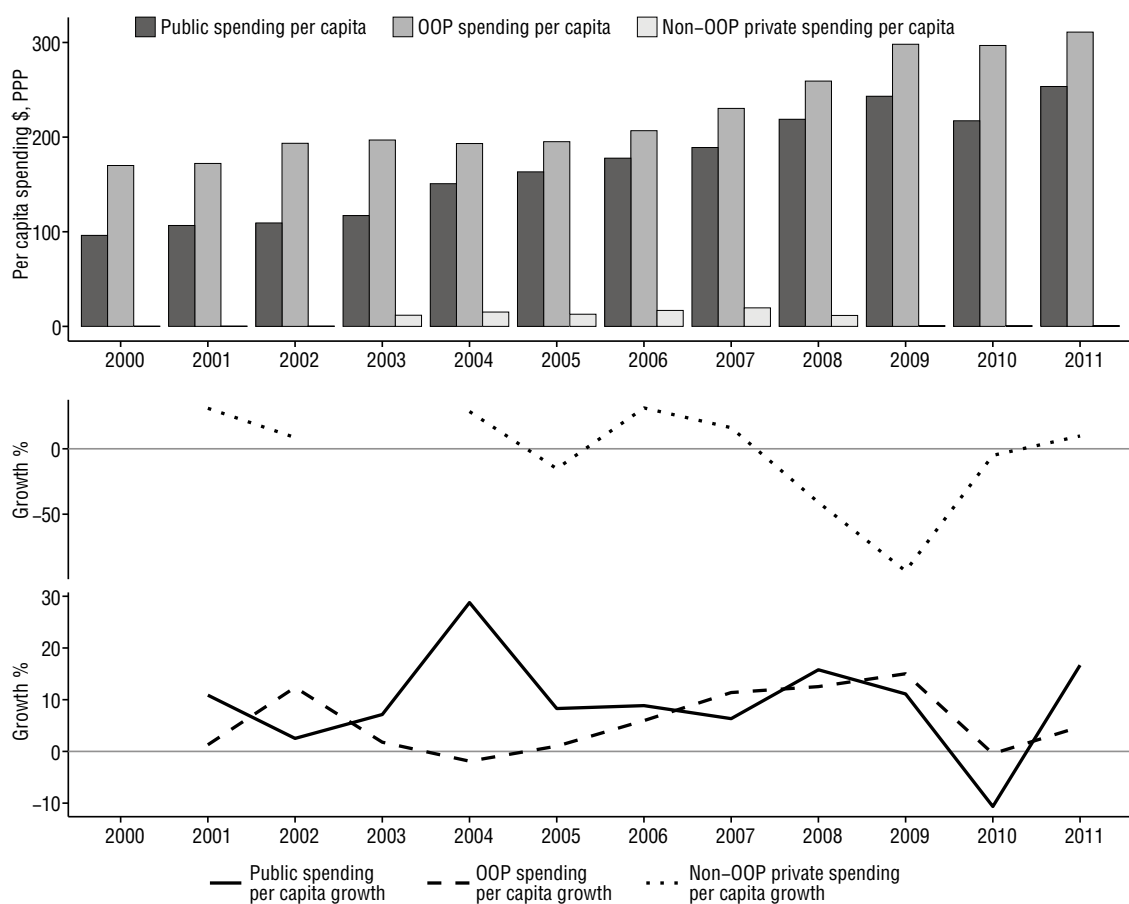 Public spending per capita OOP spending per capita Non–OOP private spending per capita
Per capita spending $, PPP
300
200
100
0
2000 2001 2002 2003 2004 2005 2006 2007 2008 2009 2010 2011
Growth %
0
−50
Growth %
30
20
10
0
−10
2000 2001 2002 2003 2004 2005 2006 2007 2008 2009 2010 2011
Public spending
per capita growth
OOP spending
per capita growth
Non–OOP private spending
per capita growth